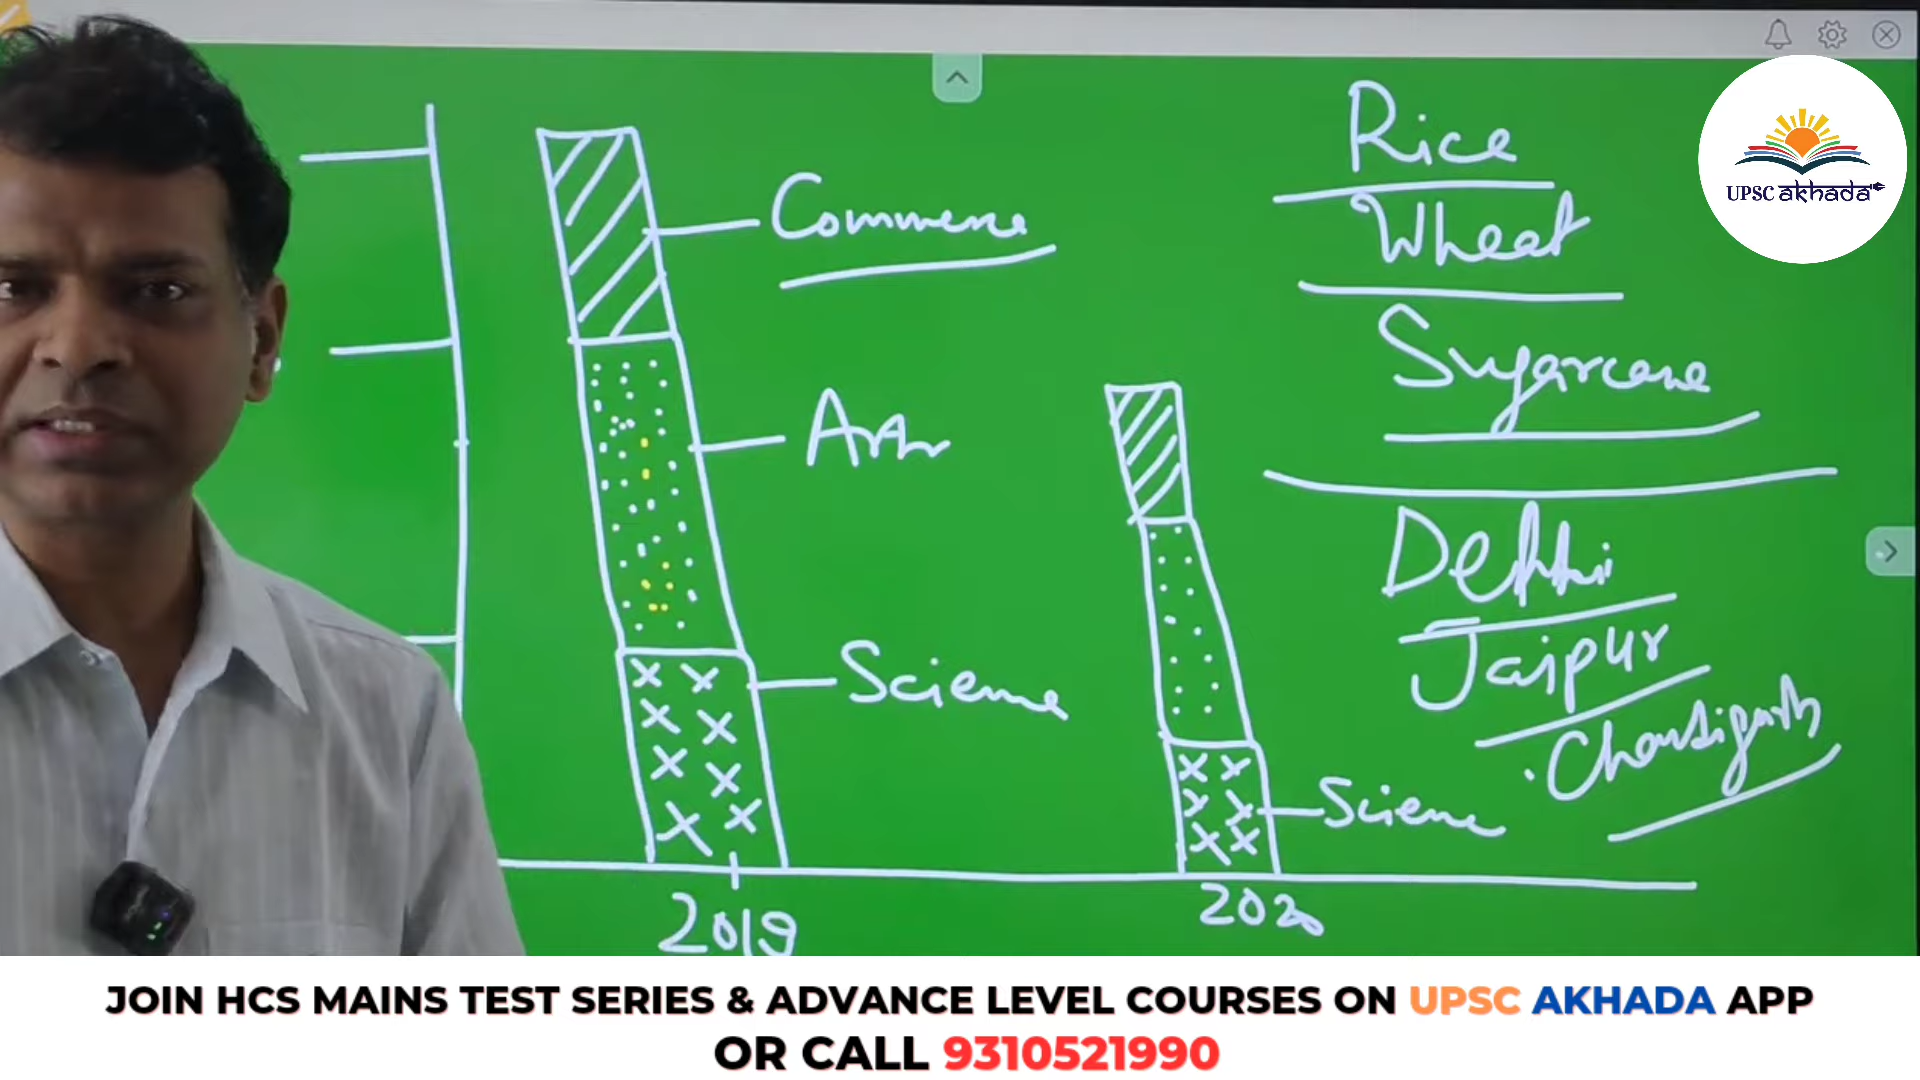 Rice
UPSC akhada
Wheat
Commerce
Sugarcane
Arts
Delhi
Jaipur
Science
Chandigarh
Science
2019
2020
JOIN HCS MAINS TEST SERIES & ADVANCE LEVEL COURSES ON UPSC AKHADA APP
OR CALL 9310521990